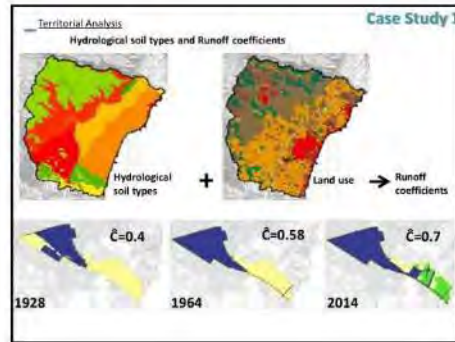 Territorial Analysis
Case Study 1
Hydrological soil types and Runoff coefficients
Hydrological
soil types
+
Land use
Runoff
coefficients
Ĉ=0.4
Ĉ=0.58
Ĉ=0.7
1928
1964
2014